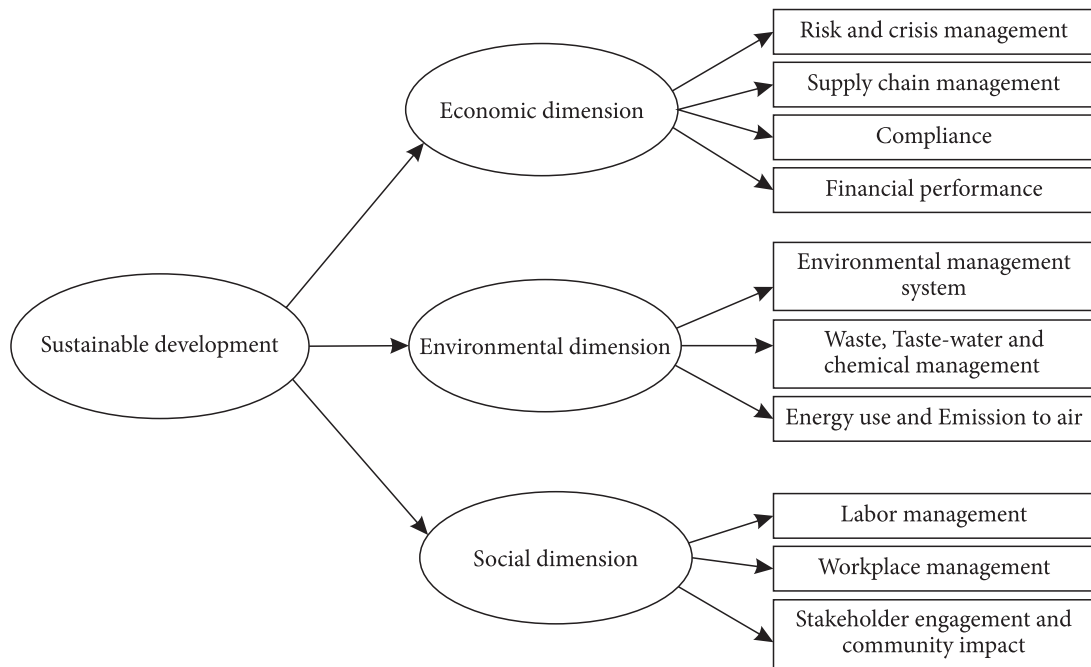 Sustainable development
Economic dimension
Risk and crisis management
Supply chain management
Compliance
Financial performance
Environmental dimension
Environmental management
system
Waste, Taste-water and
chemical management
Energy use and Emission to air
Social dimension
Labor management
Workplace management
Stakeholder engagement and
community impact